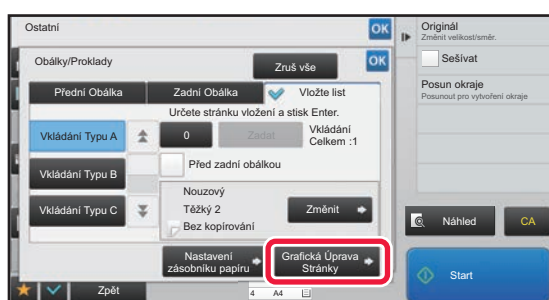 Ostatní
OK
Obálky/Proklady
Zruš vše
OK
Přední Obálka
Zadní Obálka
Vložte list
Určete stránku vložení a stisk Enter.
Vkládání Typu A
0
Zadat
Vkládání
Celkem :1
Vkládání Typu B
Před zadní obálkou
Vkládání Typu C
Nouzový
Těžký 2
Bez kopírování
Změnit
Nastavení
zásobníku papíru
Grafická Úprava
Stránky
Zpět
4 A4
Originál
Změnit velikost/směr.
Sešívat
Posun okraje
Posunout pro vytvoření okraje
Náhled
CA
Start